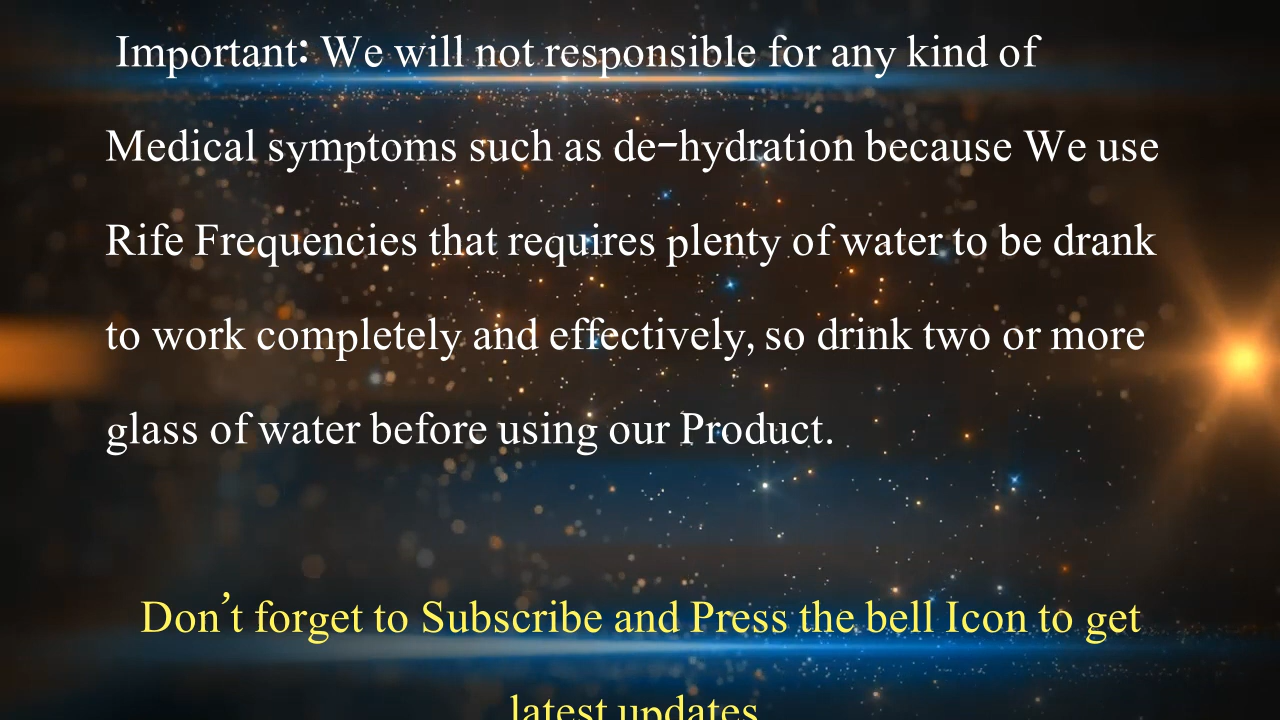 Important: We will not responsible for any kind of
Medical symptoms such as de-hydration because We use
Rife Frequencies that requires plenty of water to be drank
to work completely and effectively, so drink two or more
glass of water before using our Product.
Don't forget to Subscribe and Press the bell Icon to get
latest updates